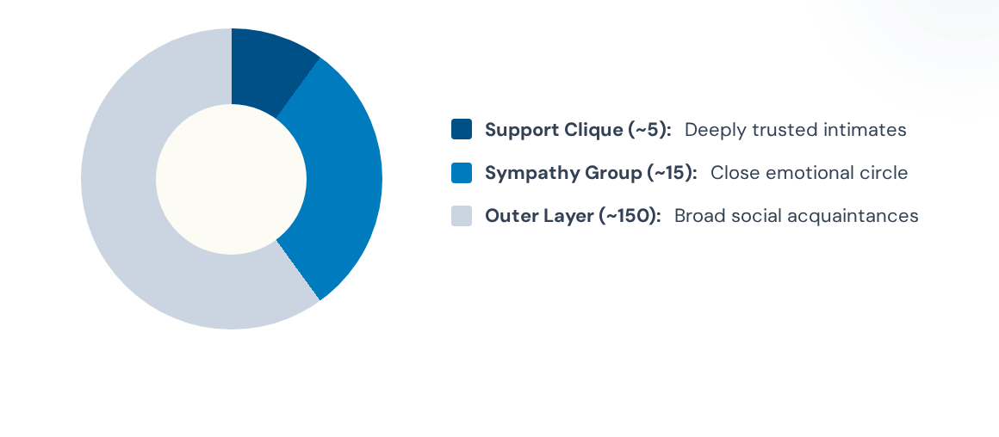 Support Clique (~5): Deeply trusted intimates
Sympathy Group (~15): Close emotional circle
Outer Layer (~150): Broad social acquaintances